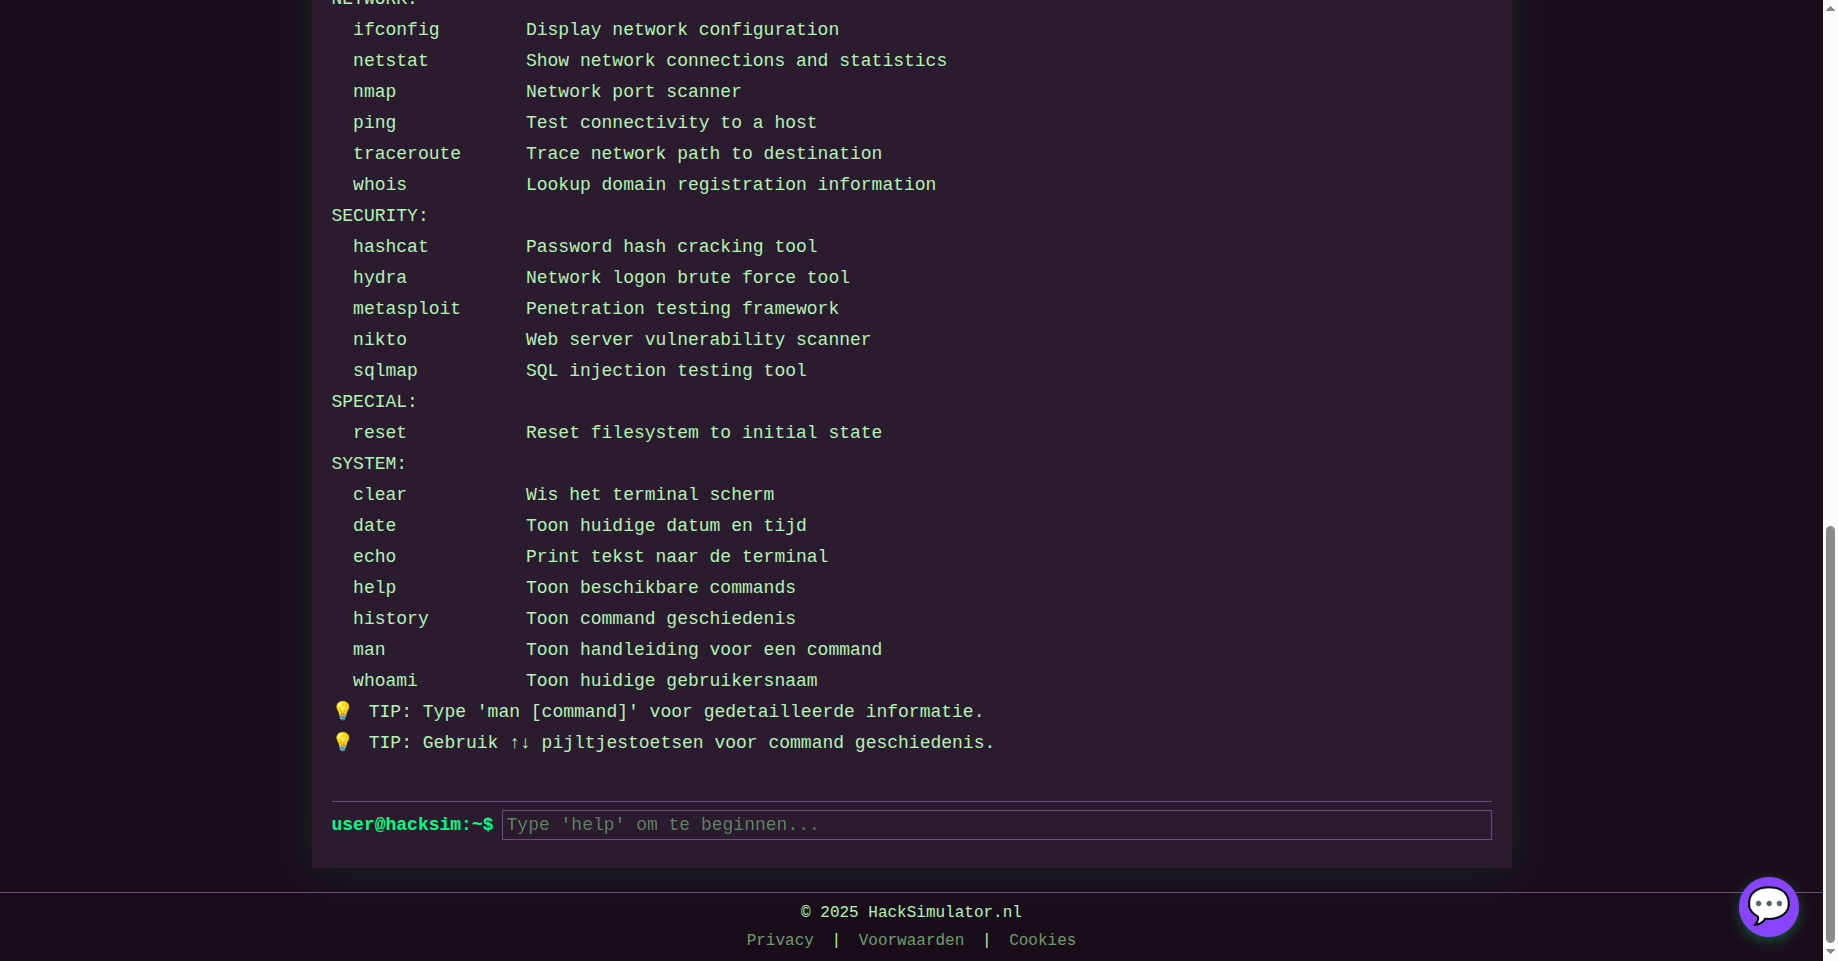 NETWORK:
ifconfig Display network configuration
netstat Show network connections and statistics
nmap Network port scanner
ping Test connectivity to a host
traceroute Trace network path to destination
whois Lookup domain registration information
SECURITY:
hashcat Password hash cracking tool
hydra Network logon brute force tool
metasploit Penetration testing framework
nikto Web server vulnerability scanner
sqlmap SQL injection testing tool
SPECIAL:
reset Reset filesystem to initial state
SYSTEM:
clear Wis het terminal scherm
date Toon huidige datum en tijd
echo Print tekst naar de terminal
help Toon beschikbare commands
history Toon command geschiedenis
man Toon handleiding voor een command
whoami Toon huidige gebruikersnaam
💡 TIP: Type 'man [command]' voor gedetailleerde informatie.
💡 TIP: Gebruik ↑↓ pijltjestoetsen voor command geschiedenis.
user@hacksim:~$ Type 'help' om te beginnen...
© 2025 HackSimulator.nl
Privacy | Voorwaarden | Cookies